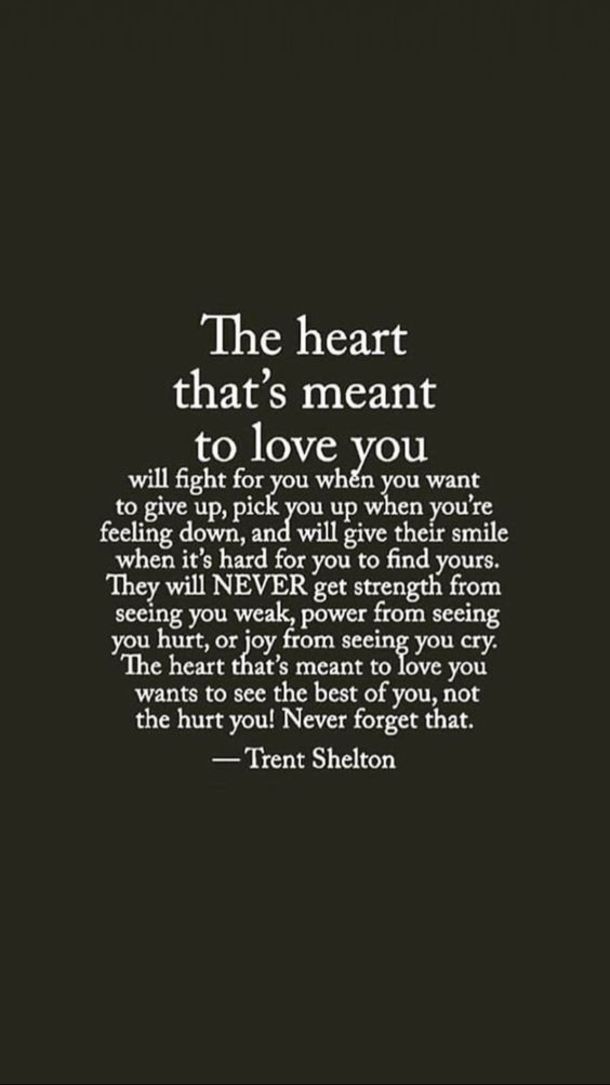 The heart
that's meant
to love you
will fight for you when you want
to give up, pick you up when you're
feeling down, and will give their smile
when it's hard for you to find yours.
They will NEVER get strength from
seeing you weak, power from seeing
you hurt, or joy from seeing you cry.
The heart that's meant to love you
wants to see the best of you, not
the hurt you! Never forget that.
— Trent Shelton